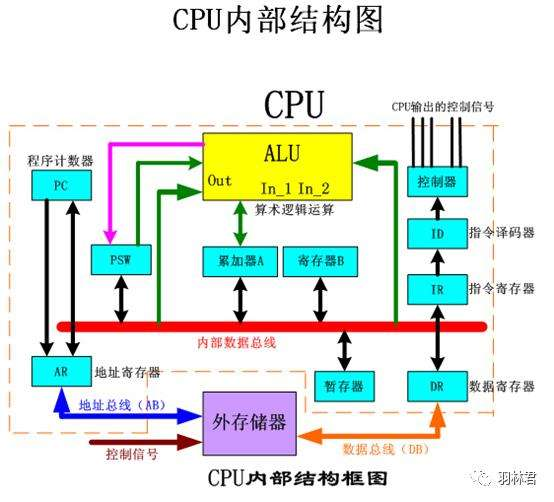 CPU内部结构图
CPU
CPU输出的控制信号
程序计数器
PC
ALU
Out
In_1 In_2
算术逻辑运算
控制器
PSW
累加器A
寄存器B
ID
指令译码器
IR
指令寄存器
内部数据总线
AR
地址寄存器
暂存器
DR
数据寄存器
地址总线（AB）
外存储器
控制信号
数据总线（DB）
CPU内部结构框图
羽林君